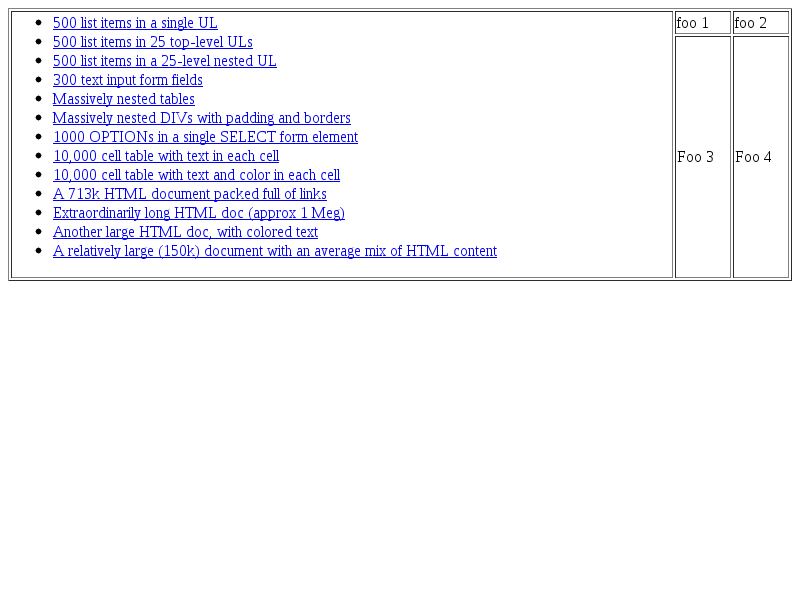 500 list items in a single UL
500 list items in 25 top-level ULs
500 list items in a 25-level nested UL
300 text input form fields
Massively nested tables
Massively nested DIVs with padding and borders
1000 OPTIONs in a single SELECT form element
10,000 cell table with text in each cell
10,000 cell table with text and color in each cell
A 713k HTML document packed full of links
Extraordinarily long HTML doc (approx 1 Meg)
Another large HTML doc, with colored text
A relatively large (150k) document with an average mix of HTML content
foo 1
foo 2
Foo 3
Foo 4